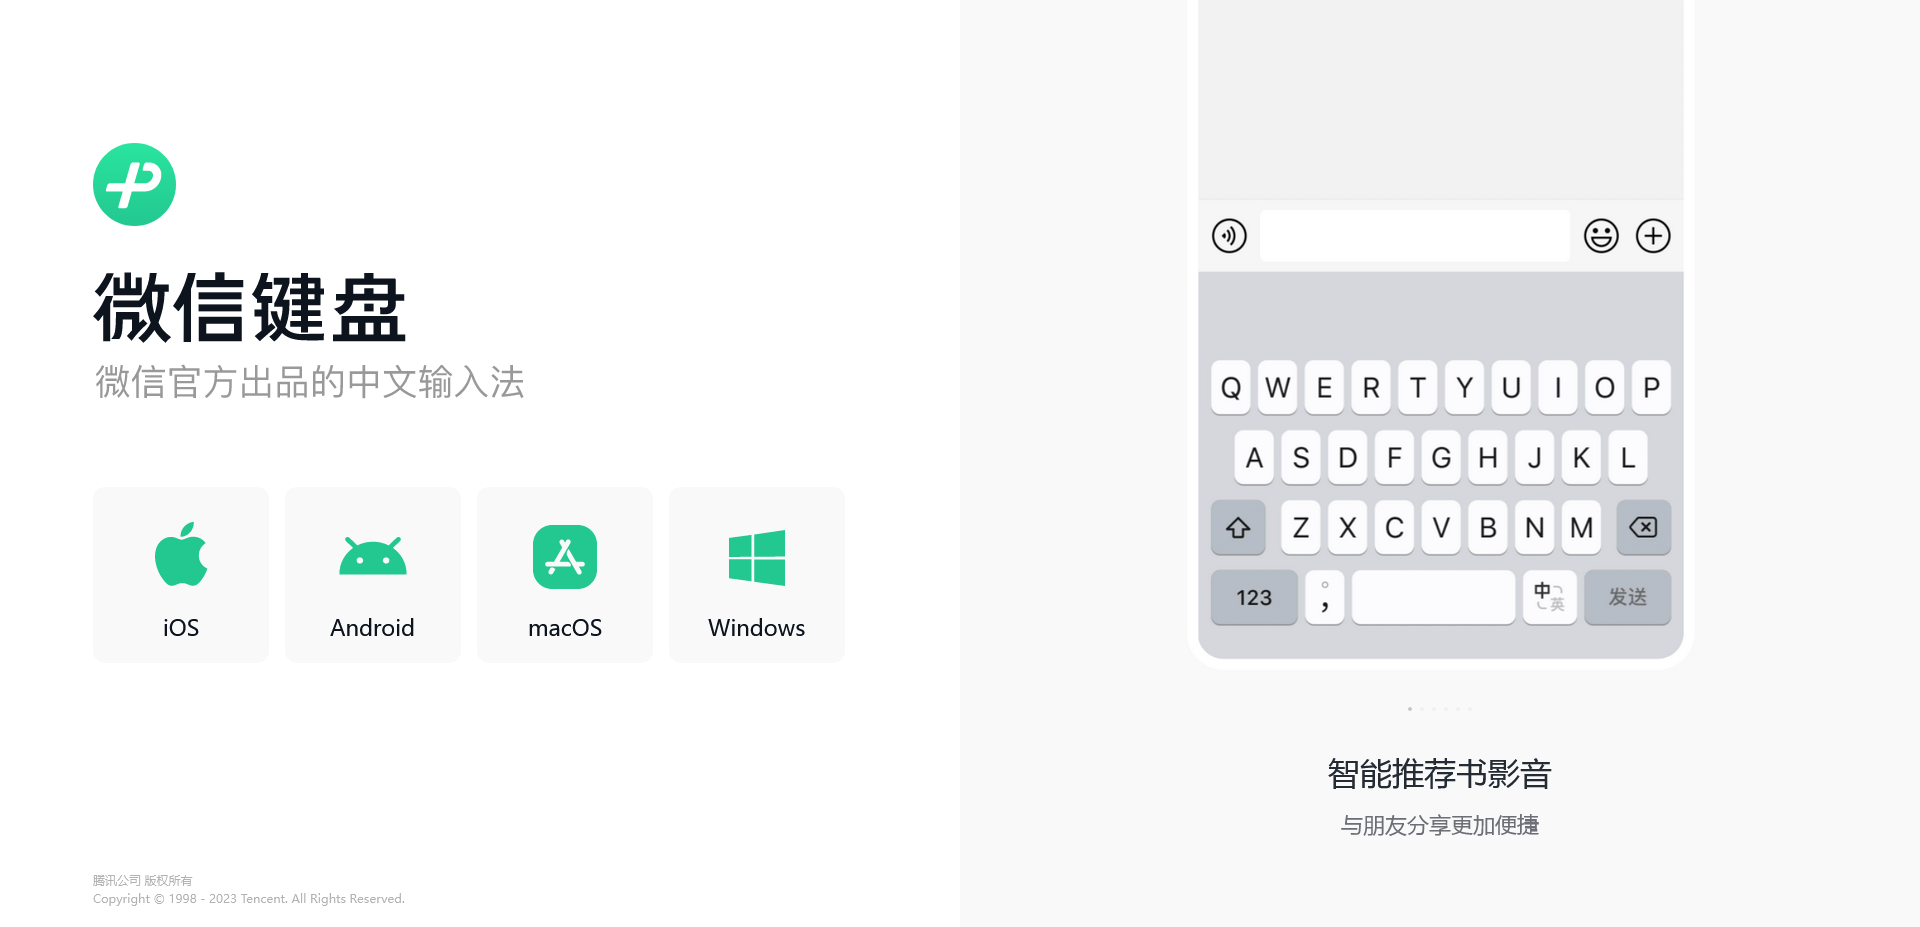 微信键盘
微信官方出品的中文输入法
iOS Android macOS Windows
腾讯公司 版权所有
Copyright © 1998 - 2023 Tencent. All Rights Reserved.
Q W E R T Y U I O P
A S D F G H J K L
Z X C V B N M
123 ， 中 英 发送
智能推荐书影音
与朋友分享更加便捷